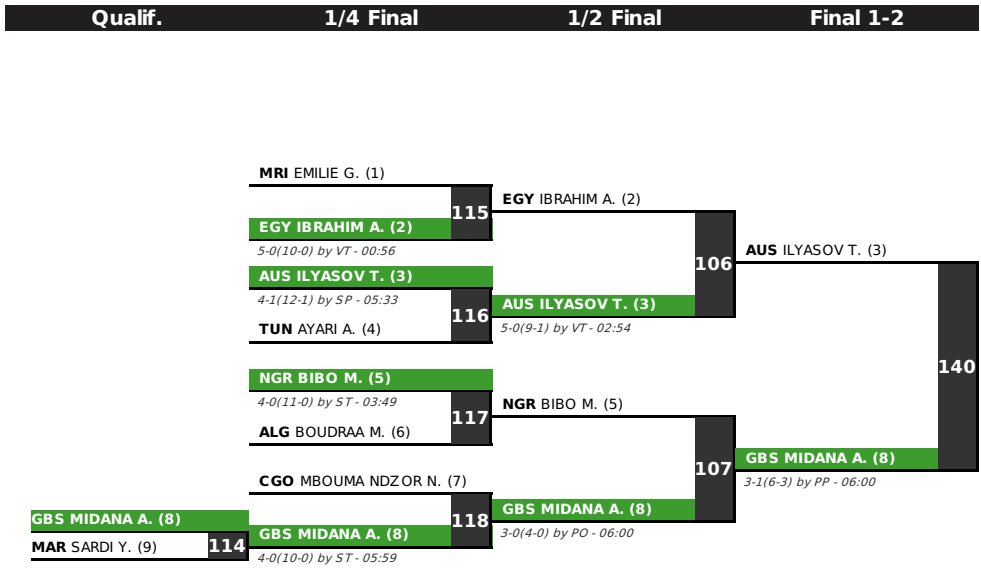 Qualif. 1/4 Final 1/2 Final Final 1-2
MRI EMILIE G. (1)
115
EGY IBRAHIM A. (2)
5-0(10-0) by VT - 00:56
AUS ILYASOV T. (3)
4-1(12-1) by SP - 05:33
116
TUN AYARI A. (4)
NGR BIBO M. (5)
4-0(11-0) by ST - 03:49
117
ALG BOUDRAA M. (6)
CGO MBOUMA NDZOR N. (7)
118
GBS MIDANA A. (8)
4-0(10-0) by ST - 05:59
GBS MIDANA A. (8)
114
MAR SARDI Y. (9)
EGY IBRAHIM A. (2)
106
AUS ILYASOV T. (3)
5-0(9-1) by VT - 02:54
NGR BIBO M. (5)
107
GBS MIDANA A. (8)
3-0(4-0) by PO - 06:00
AUS ILYASOV T. (3)
140
GBS MIDANA A. (8)
3-1(6-3) by PP - 06:00